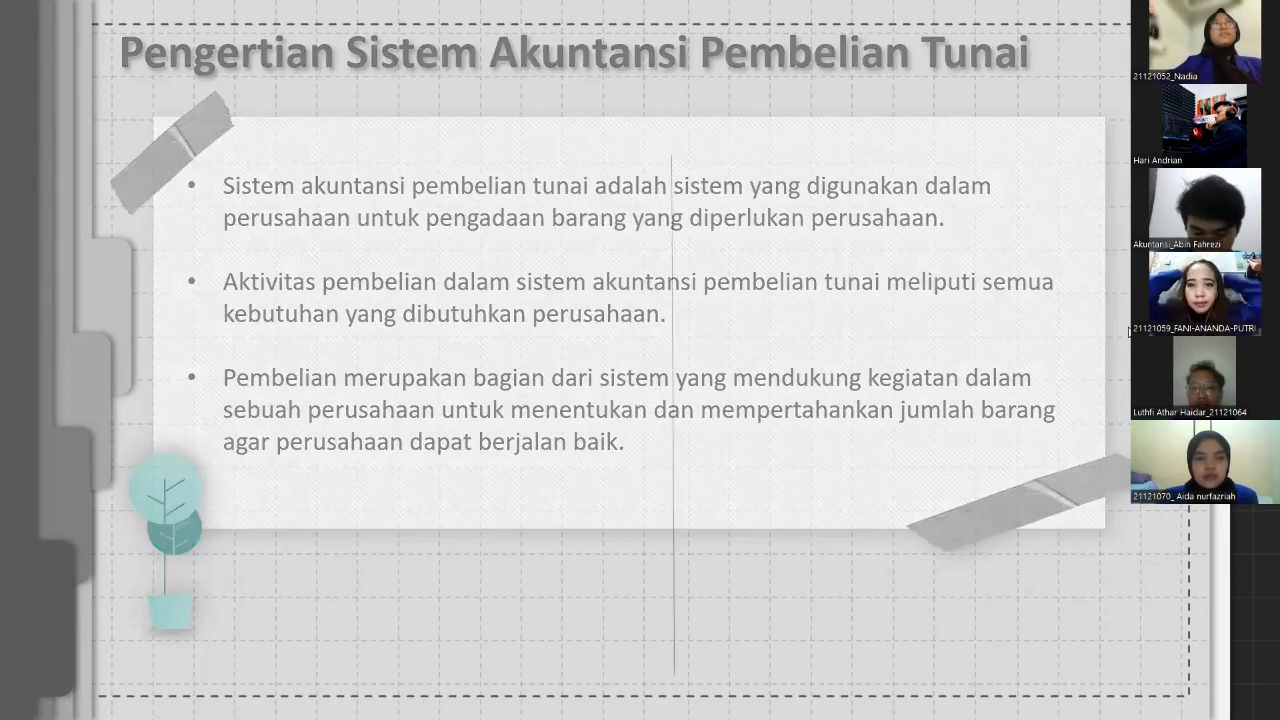 Pengertian Sistem Akuntansi Pembelian Tunai
• Sistem akuntansi pembelian tunai adalah sistem yang digunakan dalam
perusahaan untuk pengadaan barang yang diperlukan perusahaan.
• Aktivitas pembelian dalam sistem akuntansi pembelian tunai meliputi semua
kebutuhan yang dibutuhkan perusahaan.
• Pembelian merupakan bagian dari sistem yang mendukung kegiatan dalam
sebuah perusahaan untuk menentukan dan mempertahankan jumlah barang
agar perusahaan dapat berjalan baik.
21121052_Nadia
Hari Andrian
Akuntansi_Abin Fahrezi
21121059_FANI-ANANDA-PUTRI
Luthfi Athar Haidar_21121064
21121070_ Aida nurfazriah